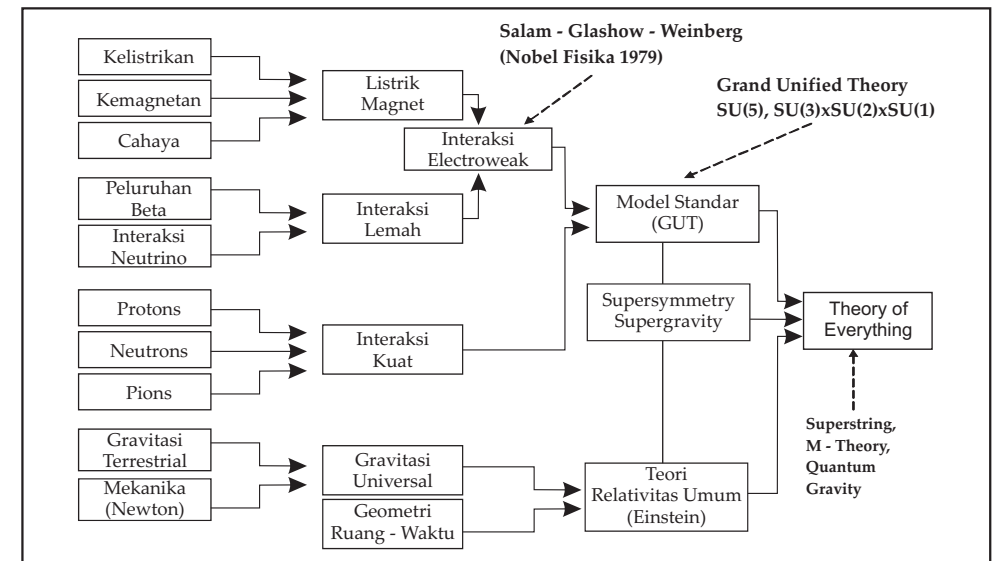 Salam - Glashow - Weinberg
(Nobel Fisika 1979)
Grand Unified Theory
SU(5), SU(3)xSU(2)xSU(1)
Kelistrikan
Kemagnetan
Cahaya
Listrik
Magnet
Interaksi
Electroweak
Peluruhan
Beta
Interaksi
Neutrino
Interaksi
Lemah
Model Standar
(GUT)
Protons
Neutrons
Pions
Interaksi
Kuat
Supersymmetry
Supergravity
Theory of
Everything
Superstring,
M - Theory,
Quantum
Gravity
Gravitasi
Terrestrial
Mekanika
(Newton)
Gravitasi
Universal
Geometri
Ruang - Waktu
Teori
Relativitas Umum
(Einstein)